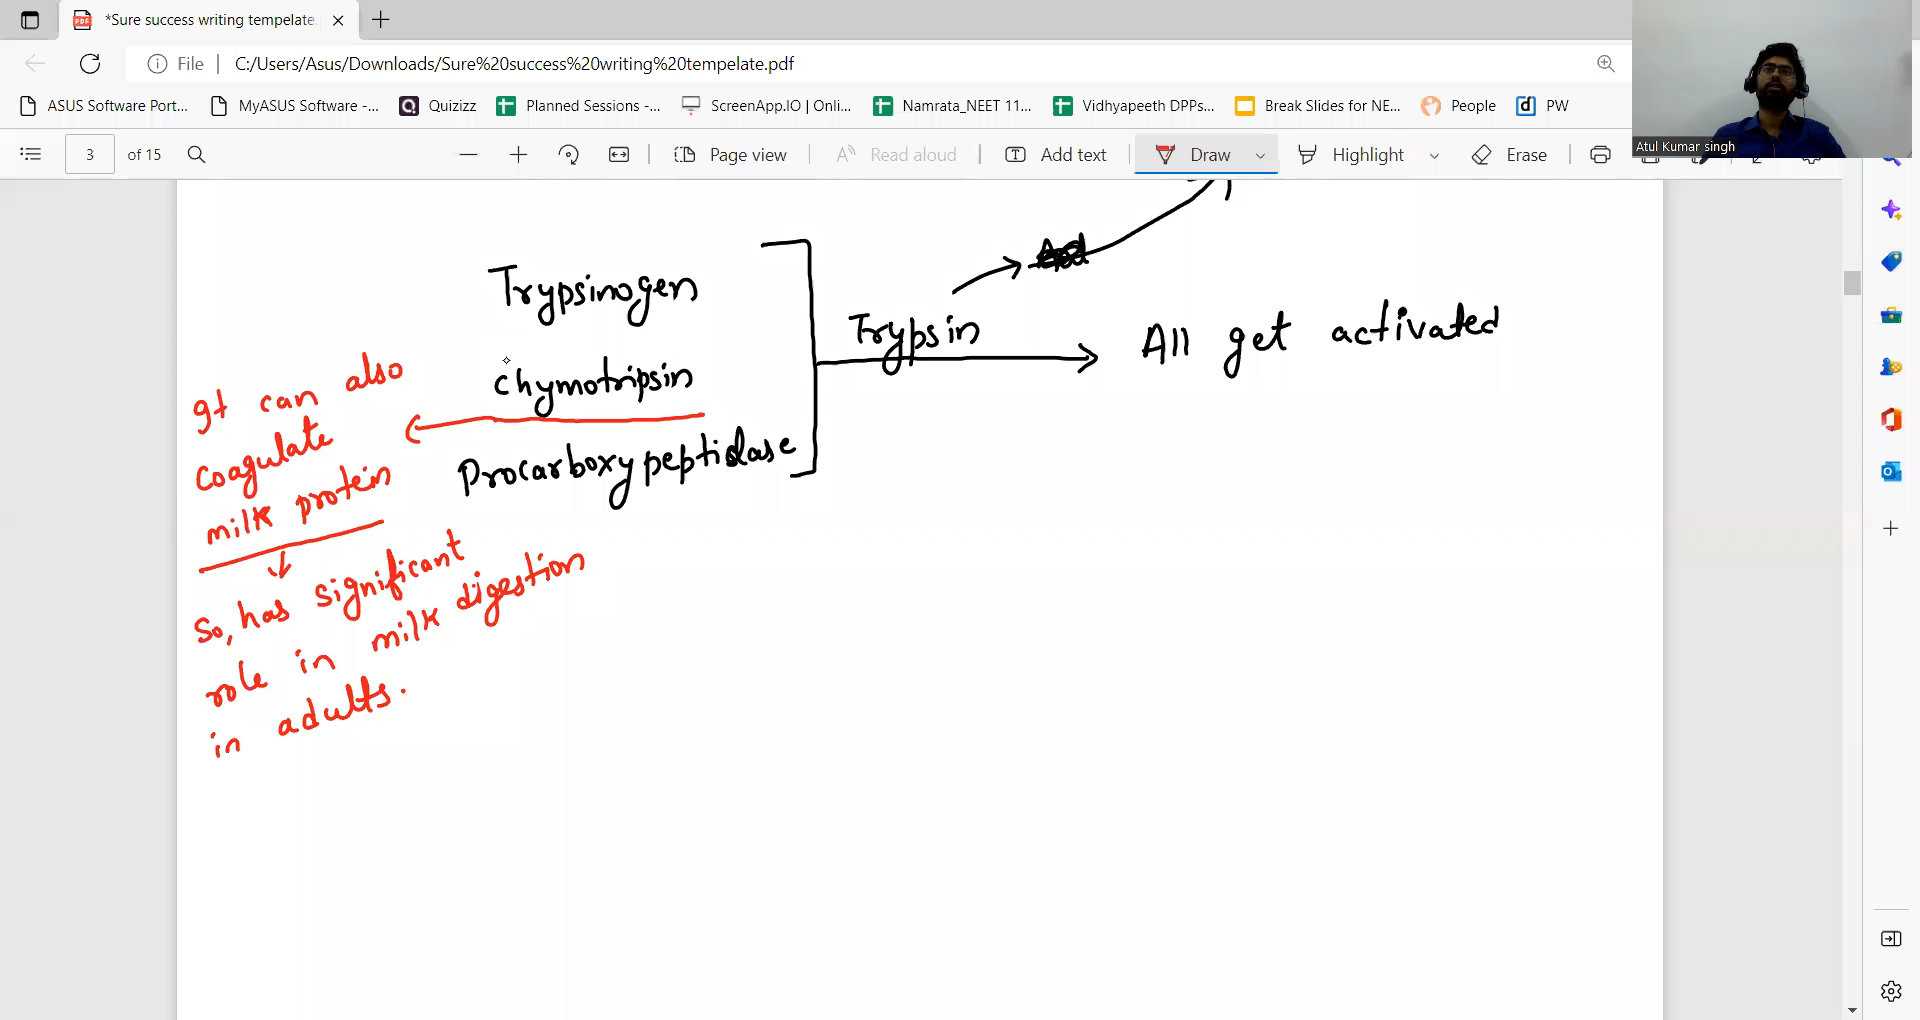 *Sure success writing tempelate
File
C:/Users/Asus/Downloads/Sure%20success%20writing%20tempelate.pdf
ASUS Software Port...
MyASUS Software -...
Quizizz
Planned Sessions -...
ScreenApp.IO | Onli...
Namrata_NEET 11...
Vidhyapeeth DPPs...
Break Slides for NE...
People
PW
3 of 15
Page view
Read aloud
Add text
Draw
Highlight
Erase
Atul Kumar singh
Trypsinogen
chymotripsin
Procarboxypeptidase
Trypsin
All get activated
It can also
coagulate
milk protein
So, has significant
role in milk digestion
in adults.